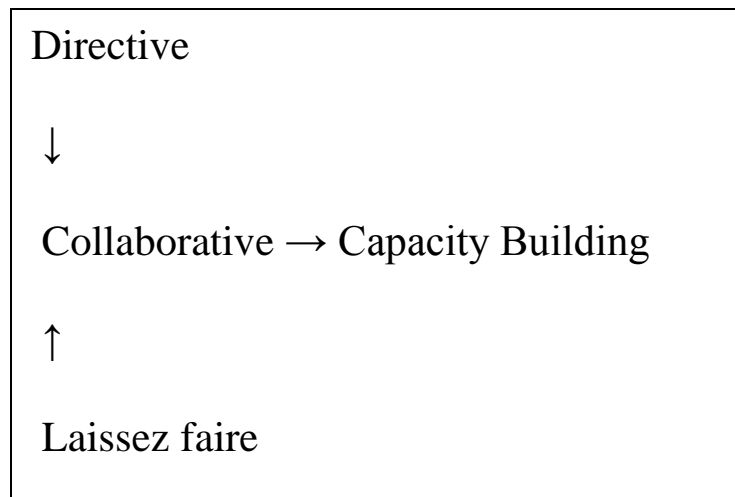 Directive
↓
Collaborative → Capacity Building
↑
Laissez faire